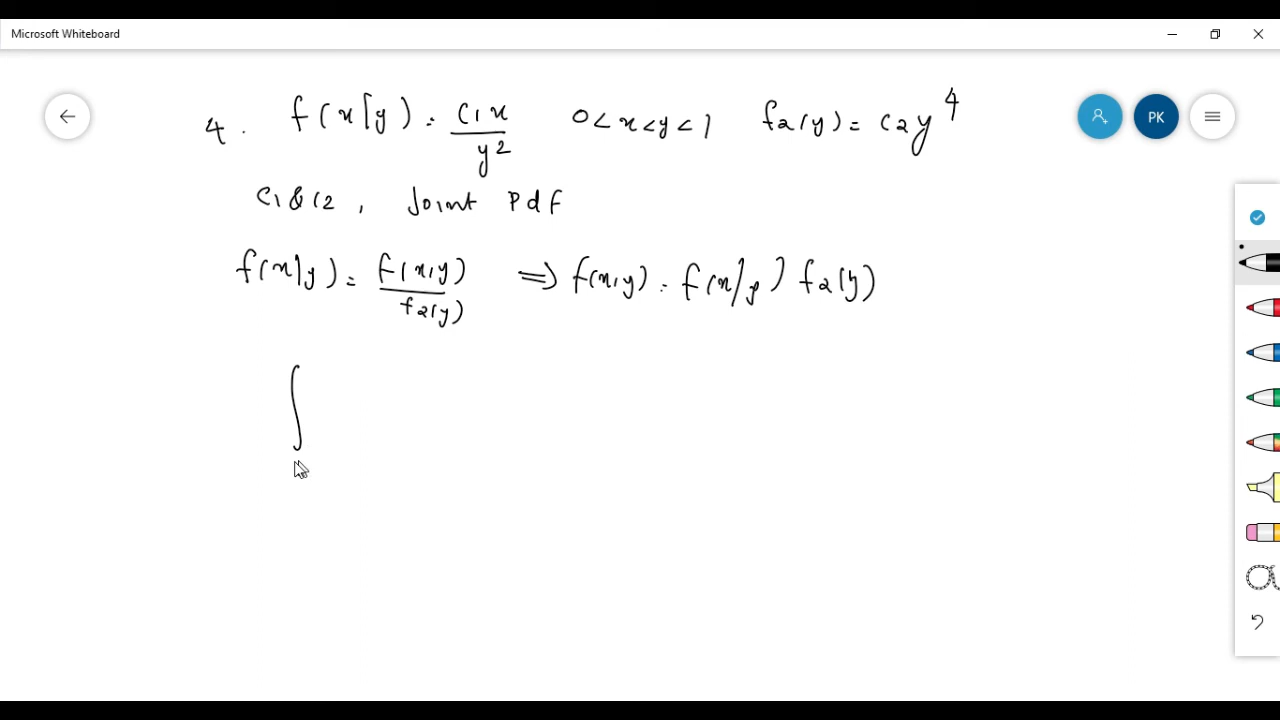 Microsoft Whiteboard
4. f(x|y) = C1x/y² 0<x<y<1 f2(y) = C2y⁴
C1 & C2, Joint Pdf
f(x|y) = f(x,y)/f2(y) ⟹ f(x,y) = f(x/y) f2(y)
∫
PK